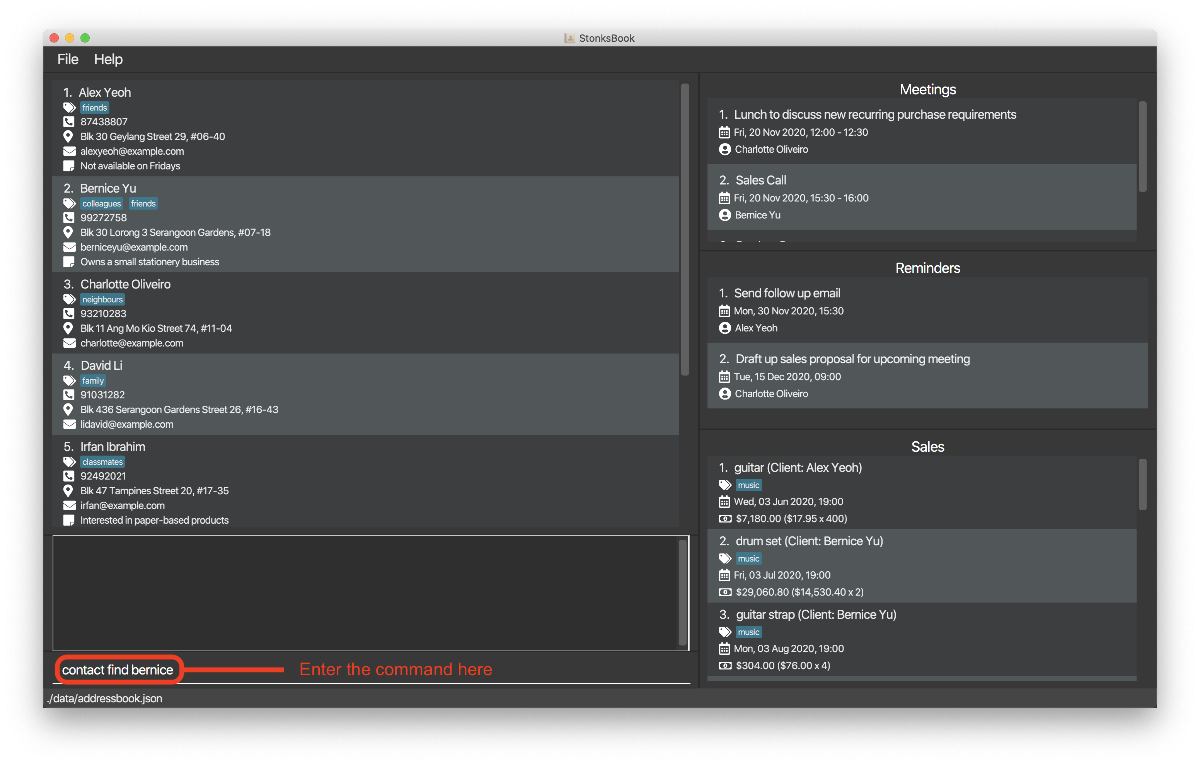 StonksBook
File Help
1. Alex Yeoh
friends
87438807
Blk 30 Geylang Street 29, #06-40
alexyeoh@example.com
Not available on Fridays
2. Bernice Yu
colleagues friends
99272758
Blk 30 Lorong 3 Serangoon Gardens, #07-18
berniceyu@example.com
Owns a small stationery business
3. Charlotte Oliveiro
neighbours
93210283
Blk 11 Ang Mo Kio Street 74, #11-04
charlotte@example.com
4. David Li
family
91031282
Blk 436 Serangoon Gardens Street 26, #16-43
lidavid@example.com
5. Irfan Ibrahim
classmates
92492021
Blk 47 Tampines Street 20, #17-35
irfan@example.com
Interested in paper-based products
contact find bernice
Enter the command here
./data/addressbook.json
Meetings
1. Lunch to discuss new recurring purchase requirements
Fri, 20 Nov 2020, 12:00 - 12:30
Charlotte Oliveiro
2. Sales Call
Fri, 20 Nov 2020, 15:30 - 16:00
Bernice Yu
Reminders
1. Send follow up email
Mon, 30 Nov 2020, 15:30
Alex Yeoh
2. Draft up sales proposal for upcoming meeting
Tue, 15 Dec 2020, 09:00
Charlotte Oliveiro
Sales
1. guitar (Client: Alex Yeoh)
music
Wed, 03 Jun 2020, 19:00
$7,180.00 ($17.95 x 400)
2. drum set (Client: Bernice Yu)
music
Fri, 03 Jul 2020, 19:00
$29,060.80 ($14,530.40 x 2)
3. guitar strap (Client: Bernice Yu)
music
Mon, 03 Aug 2020, 19:00
$304.00 ($76.00 x 4)